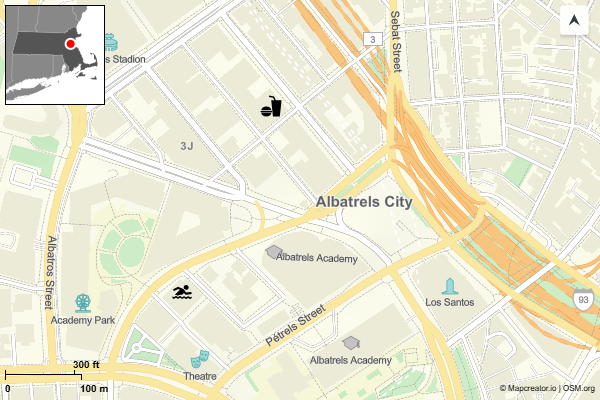 s Stadion
3
Sebat Street
3J
Albatrels City
Albatrels Academy
Albatros Street
Academy Park
Los Santos
93
Pétrels Street
Albatrels Academy
Theatre
300 ft
0
100 m
© Mapcreator.io | OSM.org